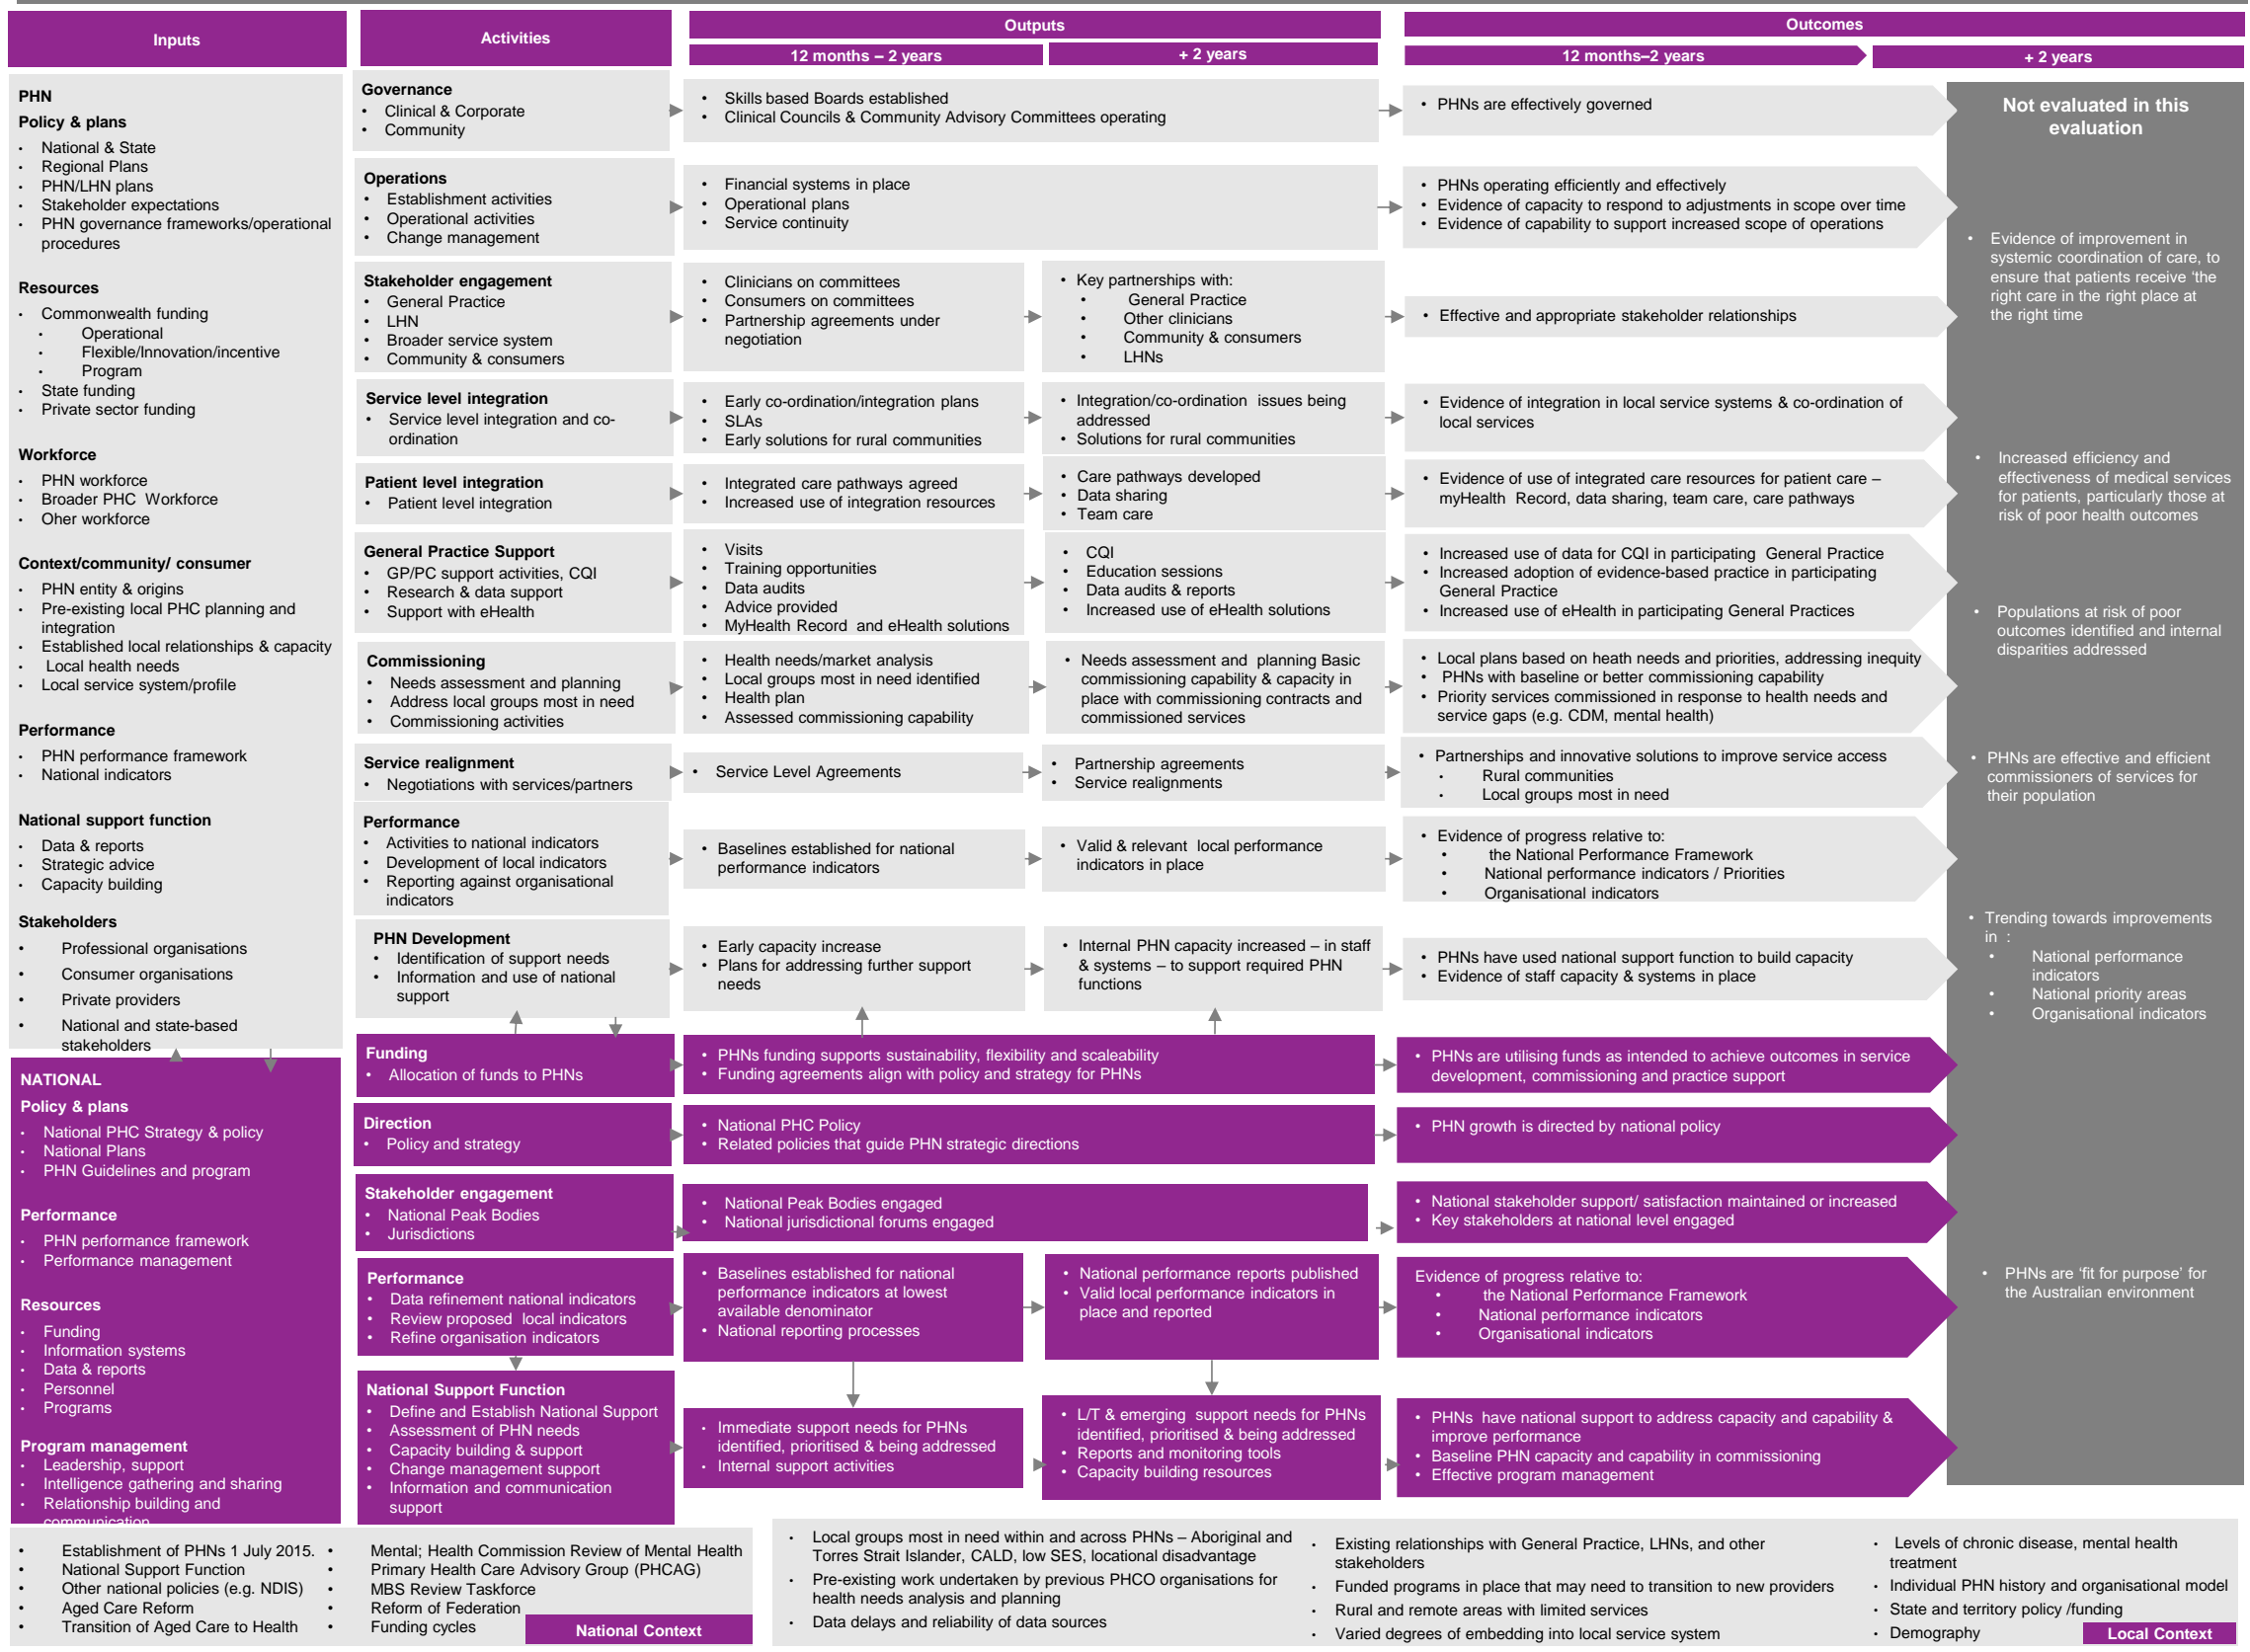 Inputs
Activities
Outputs
12 months – 2 years
+ 2 years
Outcomes
12 months–2 years
+ 2 years
PHN
Policy & plans
• National & State
• Regional Plans
• PHN/LHN plans
• Stakeholder expectations
• PHN governance frameworks/operational
procedures
Resources
• Commonwealth funding
• Operational
• Flexible/Innovation/incentive
• Program
• State funding
• Private sector funding
Workforce
• PHN workforce
• Broader PHC Workforce
• Oher workforce
Context/community/ consumer
• PHN entity & origins
• Pre-existing local PHC planning and
integration
• Established local relationships & capacity
• Local health needs
• Local service system/profile
Performance
• PHN performance framework
• National indicators
National support function
• Data & reports
• Strategic advice
• Capacity building
Stakeholders
• Professional organisations
• Consumer organisations
• Private providers
• National and state-based
stakeholders
NATIONAL
Policy & plans
• National PHC Strategy & policy
• National Plans
• PHN Guidelines and program
Performance
• PHN performance framework
• Performance management
Resources
• Funding
• Information systems
• Data & reports
• Personnel
• Programs
Program management
• Leadership, support
• Intelligence gathering and sharing
• Relationship building and
communication
Governance
• Clinical & Corporate
• Community
• Skills based Boards established
• Clinical Councils & Community Advisory Committees operating
• PHNs are effectively governed
Operations
• Establishment activities
• Operational activities
• Change management
• Financial systems in place
• Operational plans
• Service continuity
• PHNs operating efficiently and effectively
• Evidence of capacity to respond to adjustments in scope over time
• Evidence of capability to support increased scope of operations
Stakeholder engagement
• General Practice
• LHN
• Broader service system
• Community & consumers
• Clinicians on committees
• Consumers on committees
• Partnership agreements under
negotiation
• Key partnerships with:
• General Practice
• Other clinicians
• Community & consumers
• LHNs
• Effective and appropriate stakeholder relationships
Service level integration
• Service level integration and co-
ordination
• Early co-ordination/integration plans
• SLAs
• Early solutions for rural communities
• Integration/co-ordination issues being
addressed
• Solutions for rural communities
• Evidence of integration in local service systems & co-ordination of
local services
Patient level integration
• Patient level integration
• Integrated care pathways agreed
• Increased use of integration resources
• Care pathways developed
• Data sharing
• Team care
• Evidence of use of integrated care resources for patient care –
myHealth Record, data sharing, team care, care pathways
General Practice Support
• GP/PC support activities, CQI
• Research & data support
• Support with eHealth
• Visits
• Training opportunities
• Data audits
• Advice provided
• MyHealth Record and eHealth solutions
• CQI
• Education sessions
• Data audits & reports
• Increased use of eHealth solutions
• Increased use of data for CQI in participating General Practice
• Increased adoption of evidence-based practice in participating
General Practice
• Increased use of eHealth in participating General Practices
Commissioning
• Needs assessment and planning
• Address local groups most in need
• Commissioning activities
• Health needs/market analysis
• Local groups most in need identified
• Health plan
• Assessed commissioning capability
• Needs assessment and planning Basic
commissioning capability & capacity in
place with commissioning contracts and
commissioned services
• Local plans based on heath needs and priorities, addressing inequity
• PHNs with baseline or better commissioning capability
• Priority services commissioned in response to health needs and
service gaps (e.g. CDM, mental health)
Service realignment
• Negotiations with services/partners
• Service Level Agreements
• Partnership agreements
• Service realignments
• Partnerships and innovative solutions to improve service access
• Rural communities
• Local groups most in need
Performance
• Activities to national indicators
• Development of local indicators
• Reporting against organisational
indicators
• Baselines established for national
performance indicators
• Valid & relevant local performance
indicators in place
• Evidence of progress relative to:
• the National Performance Framework
• National performance indicators / Priorities
• Organisational indicators
PHN Development
• Identification of support needs
• Information and use of national
support
• Early capacity increase
• Plans for addressing further support
needs
• Internal PHN capacity increased – in staff
& systems – to support required PHN
functions
• PHNs have used national support function to build capacity
• Evidence of staff capacity & systems in place
Funding
• Allocation of funds to PHNs
• PHNs funding supports sustainability, flexibility and scaleability
• Funding agreements align with policy and strategy for PHNs
• PHNs are utilising funds as intended to achieve outcomes in service
development, commissioning and practice support
Direction
• Policy and strategy
• National PHC Policy
• Related policies that guide PHN strategic directions
• PHN growth is directed by national policy
Stakeholder engagement
• National Peak Bodies
• Jurisdictions
• National Peak Bodies engaged
• National jurisdictional forums engaged
• National stakeholder support/ satisfaction maintained or increased
• Key stakeholders at national level engaged
Performance
• Data refinement national indicators
• Review proposed local indicators
• Refine organisation indicators
• Baselines established for national
performance indicators at lowest
available denominator
• National reporting processes
• National performance reports published
• Valid local performance indicators in
place and reported
Evidence of progress relative to:
• the National Performance Framework
• National performance indicators
• Organisational indicators
National Support Function
• Define and Establish National Support
• Assessment of PHN needs
• Capacity building & support
• Change management support
• Information and communication
support
• Immediate support needs for PHNs
identified, prioritised & being addressed
• Internal support activities
• L/T & emerging support needs for PHNs
identified, prioritised & being addressed
• Reports and monitoring tools
• Capacity building resources
• PHNs have national support to address capacity and capability &
improve performance
• Baseline PHN capacity and capability in commissioning
• Effective program management
Not evaluated in this
evaluation
• Evidence of improvement in
systemic coordination of care, to
ensure that patients receive ‘the
right care in the right place at
the right time
• Increased efficiency and
effectiveness of medical services
for patients, particularly those at
risk of poor health outcomes
• Populations at risk of poor
outcomes identified and internal
disparities addressed
• PHNs are effective and efficient
commissioners of services for
their population
• Trending towards improvements
in :
• National performance
indicators
• National priority areas
• Organisational indicators
• PHNs are ‘fit for purpose’ for
the Australian environment
• Establishment of PHNs 1 July 2015.
• National Support Function
• Other national policies (e.g. NDIS)
• Aged Care Reform
• Transition of Aged Care to Health
• Mental; Health Commission Review of Mental Health
• Primary Health Care Advisory Group (PHCAG)
• MBS Review Taskforce
• Reform of Federation
• Funding cycles
National Context
• Local groups most in need within and across PHNs – Aboriginal and
Torres Strait Islander, CALD, low SES, locational disadvantage
• Pre-existing work undertaken by previous PHCO organisations for
health needs analysis and planning
• Data delays and reliability of data sources
• Existing relationships with General Practice, LHNs, and other
stakeholders
• Funded programs in place that may need to transition to new providers
• Rural and remote areas with limited services
• Varied degrees of embedding into local service system
• Levels of chronic disease, mental health
treatment
• Individual PHN history and organisational model
• State and territory policy /funding
• Demography
Local Context